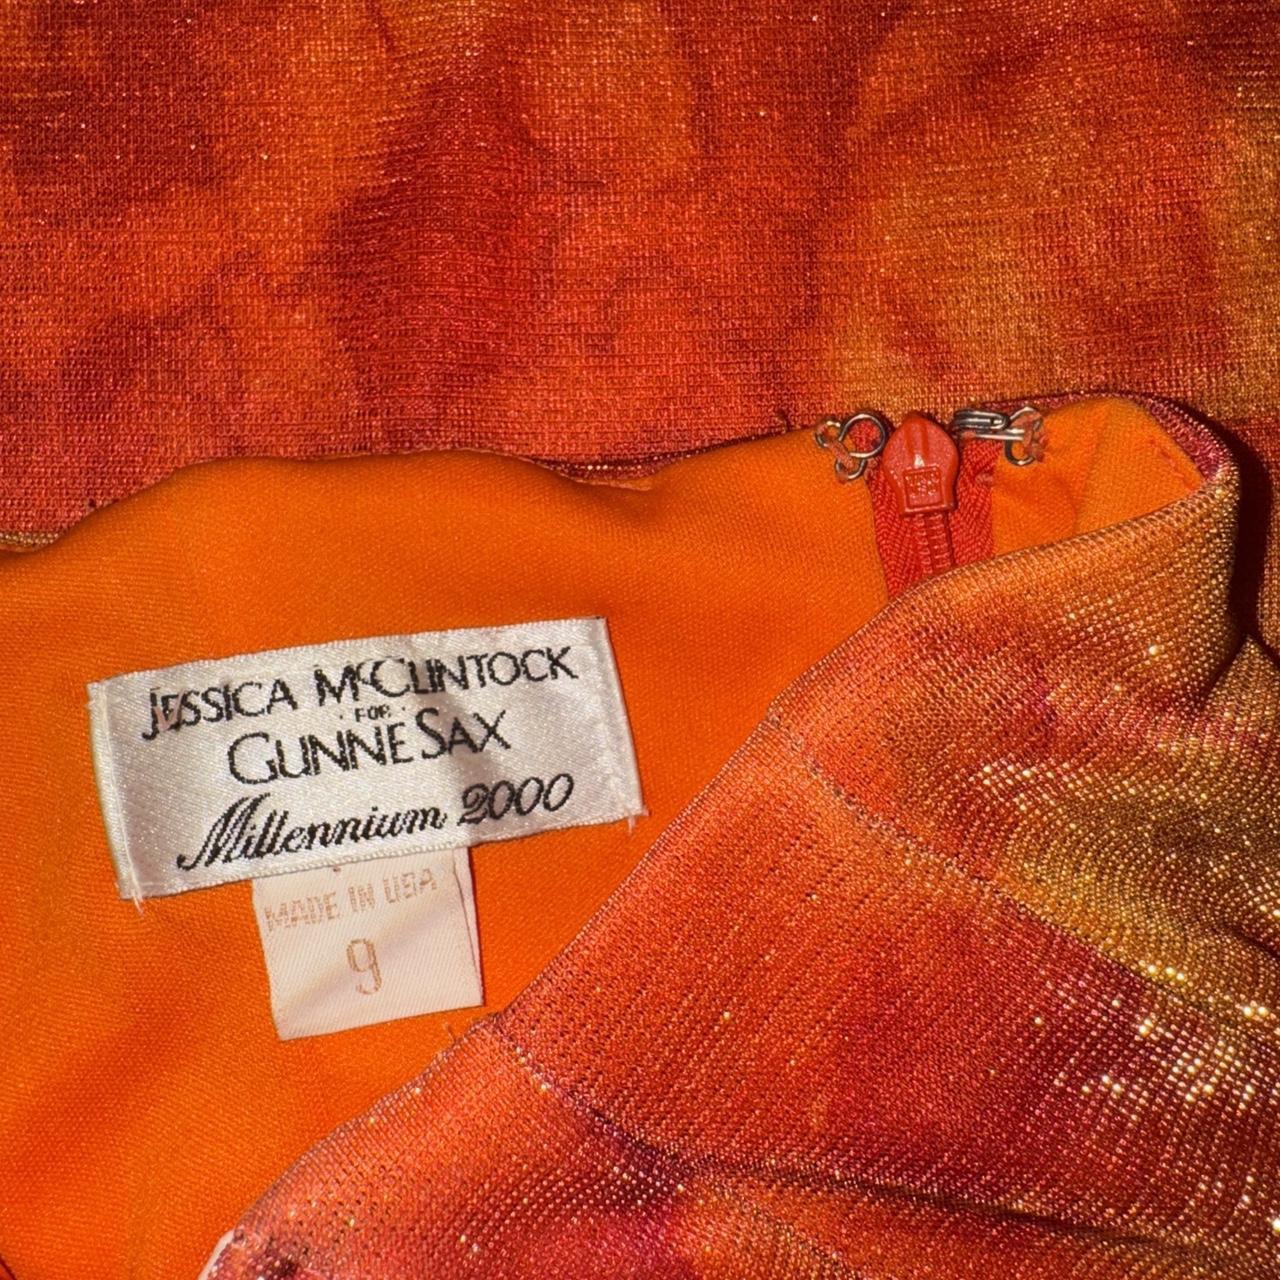 JESSICA McCLINTOCK
· FOR ·
GUNNE SAX
Millennium 2000
MADE IN USA
9